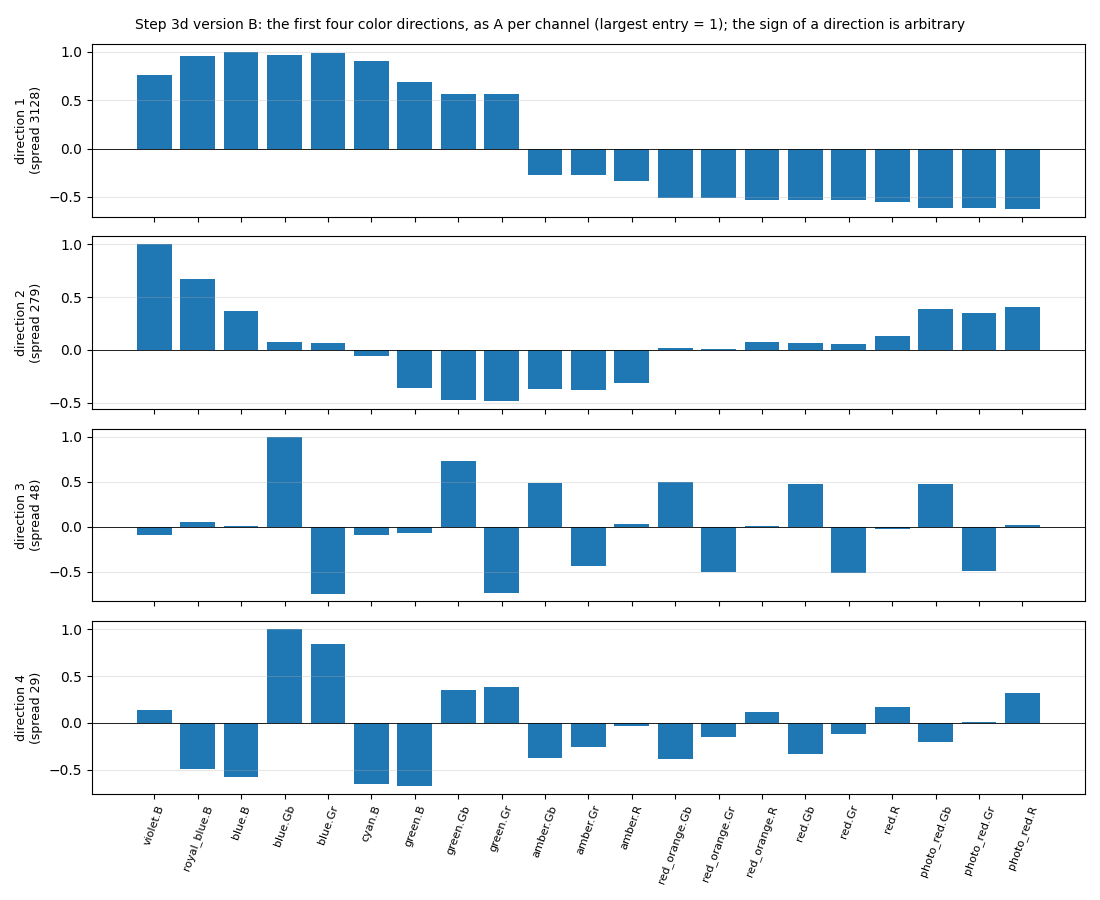 Step 3d version B: the first four color directions, as A per channel (largest entry = 1); the sign of a direction is arbitrary
direction 1
(spread 3128)
1.0
0.5
0.0
−0.5
direction 2
(spread 279)
1.0
0.5
0.0
−0.5
direction 3
(spread 48)
1.0
0.5
0.0
−0.5
direction 4
(spread 29)
1.0
0.5
0.0
−0.5
violet.B
royal_blue.B
blue.B
blue.Gb
blue.Gr
cyan.B
green.B
green.Gb
green.Gr
amber.Gb
amber.Gr
amber.R
red_orange.Gb
red_orange.Gr
red_orange.R
red.Gb
red.Gr
red.R
photo_red.Gb
photo_red.Gr
photo_red.R